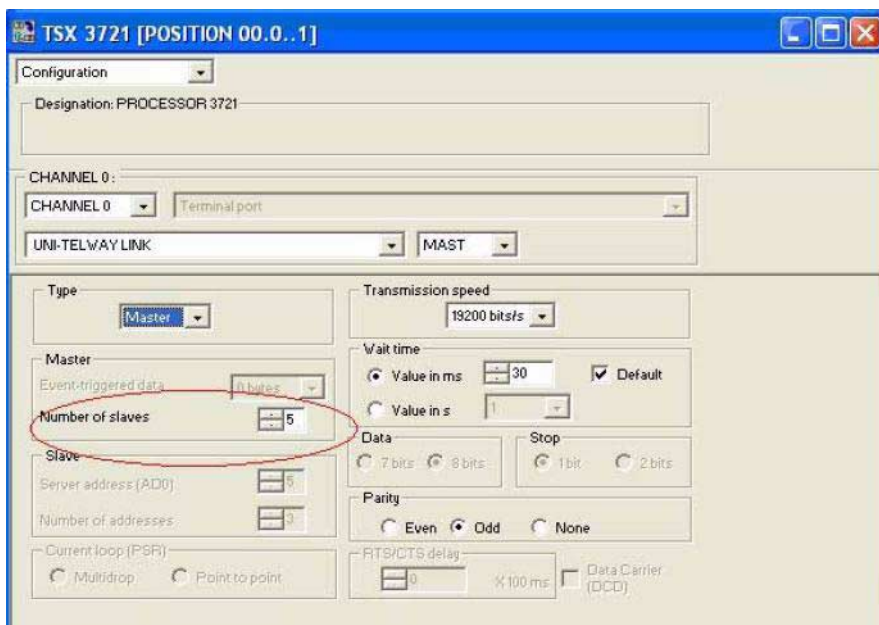 TSX 3721 [POSITION 00.0..1]
Configuration
Designation: PROCESSOR 3721
CHANNEL 0 :
CHANNEL 0 Terminal port
UNI-TELWAY LINK MAST
Type
Master
Transmission speed
19200 bits/s
Master
Event-triggered data 0 bytes
Number of slaves 5
Wait time
Value in ms 30 Default
Value in s 1
Data
7 bits 8 bits
Stop
1 bit 2 bits
Slave
Server address (AD0) 5
Number of addresses 3
Parity
Even Odd None
Current loop (PSR)
Multidrop Point to point
RTS/CTS delay
0 X 100 ms
Data Carrier
(DCD)